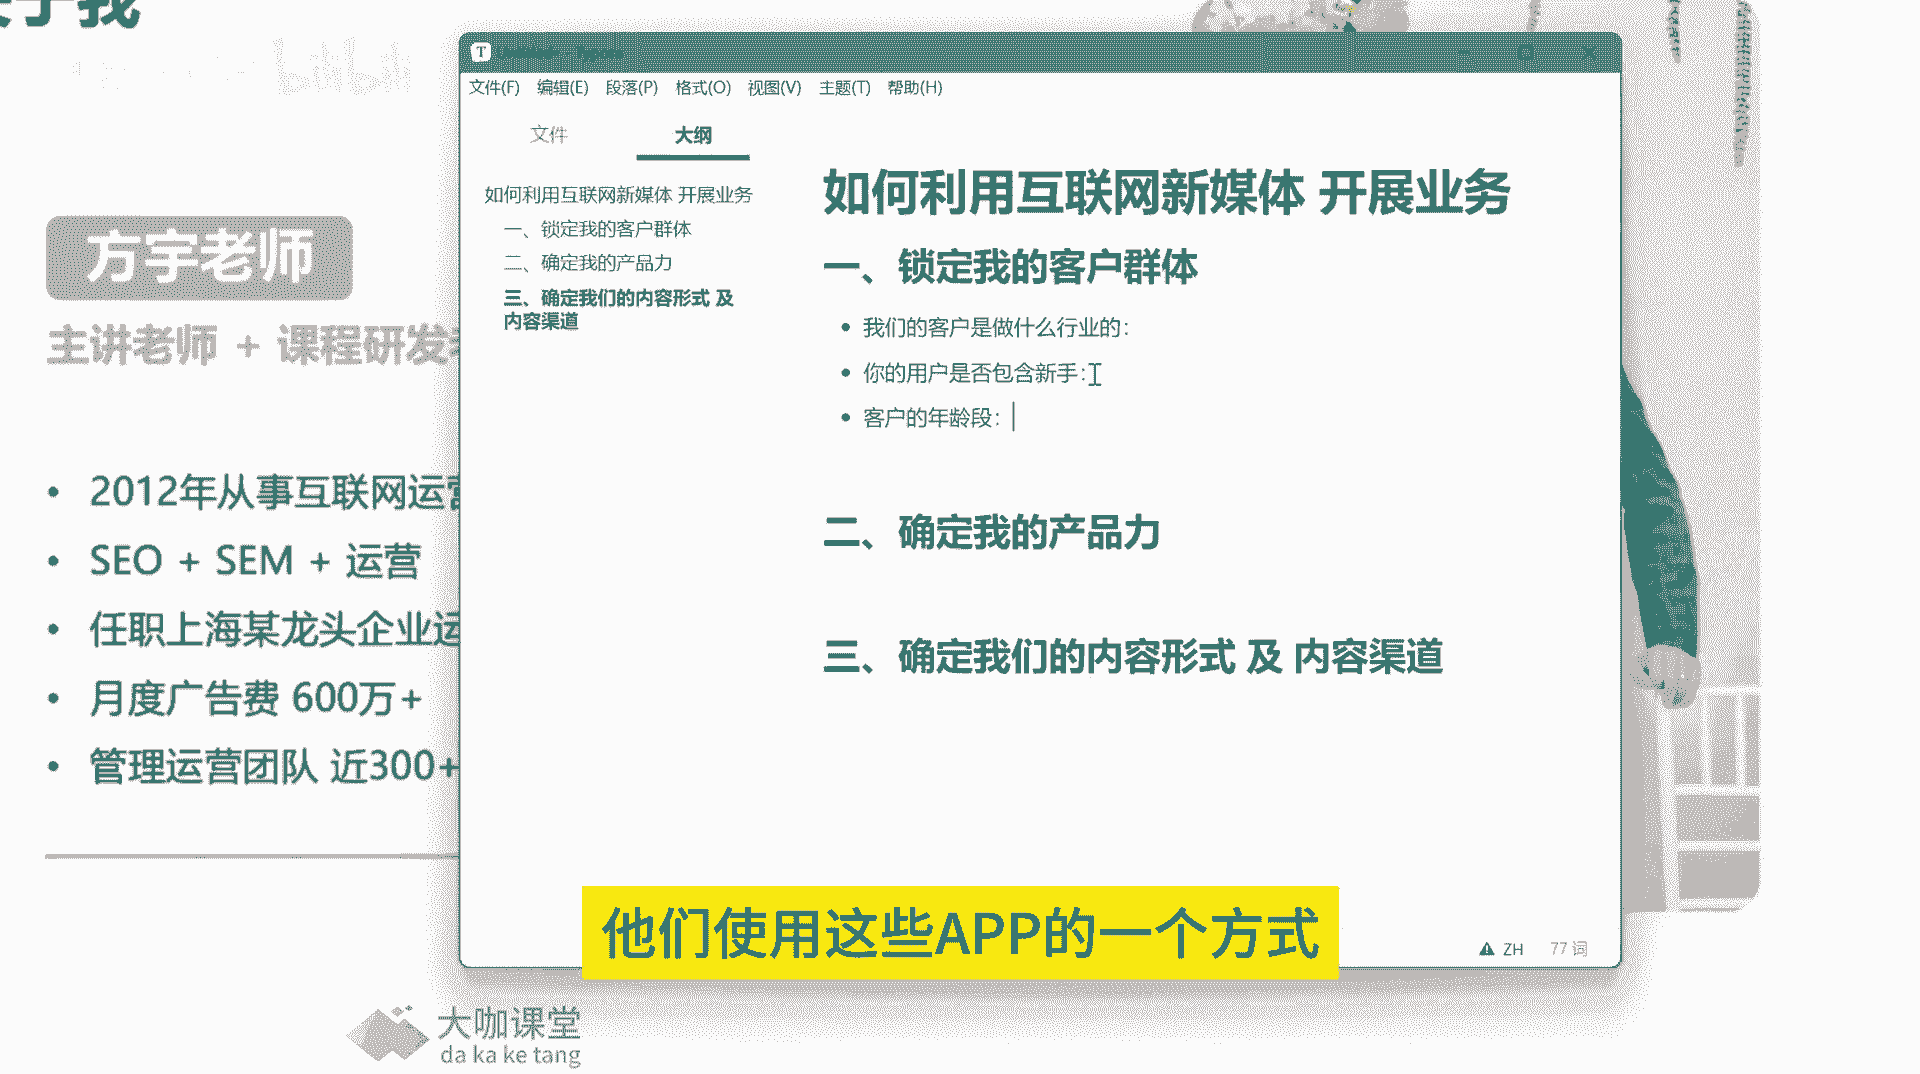 于我
bilibili
方宇老师
主讲老师 + 课程研发
• 2012年从事互联网运营
• SEO + SEM + 运营
• 任职上海某龙头企业运
• 月度广告费 600万+
• 管理运营团队 近300+
T
文件(F) 编辑(E) 段落(P) 格式(O) 视图(V) 主题(T) 帮助(H)
文件 大纲
如何利用互联网新媒体 开展业务
一、锁定我的客户群体
二、确定我的产品力
三、确定我们的内容形式 及
内容渠道
如何利用互联网新媒体 开展业务
一、锁定我的客户群体
• 我们的客户是做什么行业的：
• 你的用户是否包含新手：
• 客户的年龄段：
二、确定我的产品力
三、确定我们的内容形式 及 内容渠道
ZH 77 词
他们使用这些APP的一个方式
大咖课堂
da ka ke tang